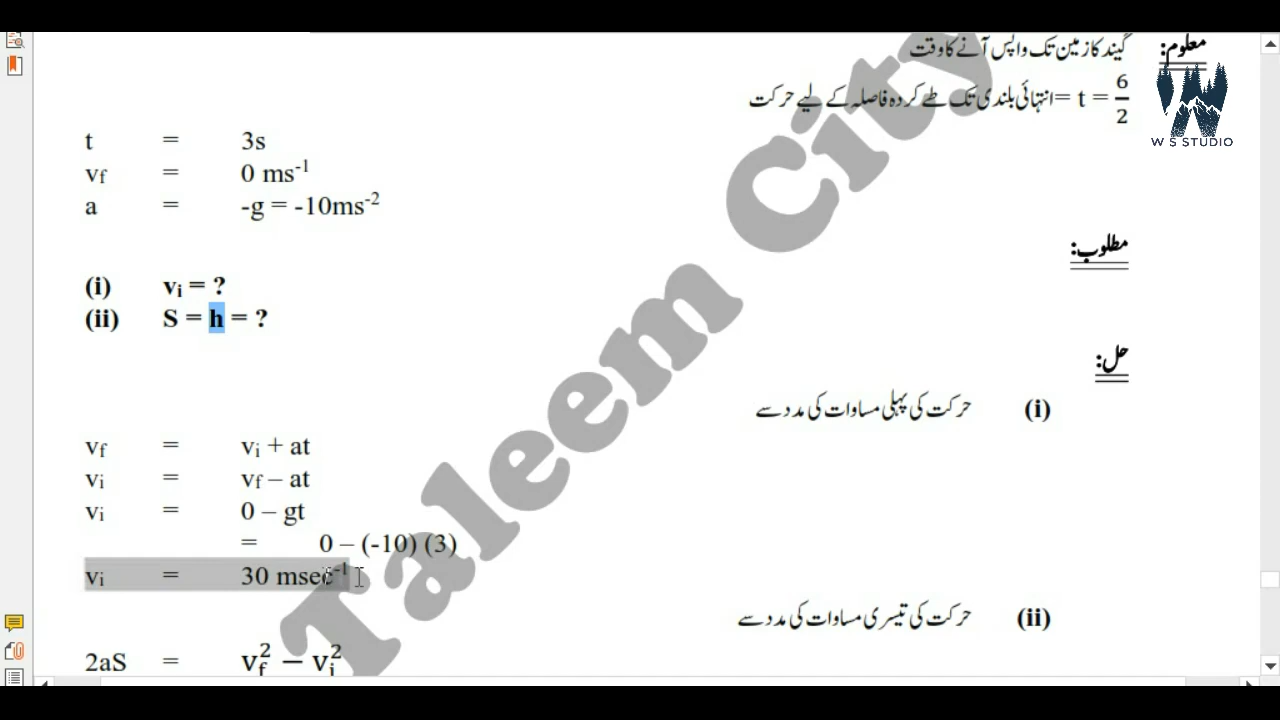 معلوم: گیند کا زمین تک واپس آنے کا وقت
انتہائی بلندی تک طے کردہ فاصلہ کے لیے حرکت = t = 6/2
W S STUDIO
t = 3s
vf = 0 ms-1
a = -g = -10ms-2
مطلوب:
(i) vi = ?
(ii) S = h = ?
حل:
(i) حرکت کی پہلی مساوات کی مدد سے
vf = vi + at
vi = vf – at
vi = 0 – gt
= 0 – (-10) (3)
vi = 30 msec-1
(ii) حرکت کی تیسری مساوات کی مدد سے
2aS = vf² − vi²
Taleem City